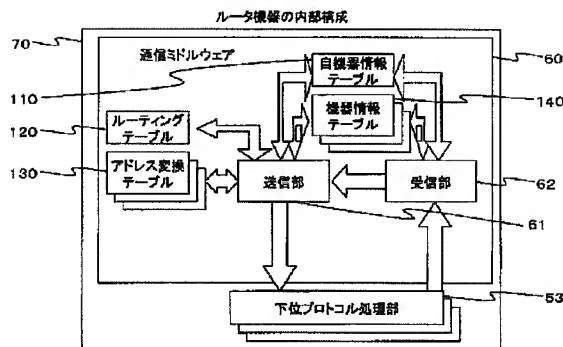 ルータ機器の内部構成
70
60
通信ミドルウェア
自機器情報
テーブル
110
140
機器情報
テーブル
ルーティング
テーブル
120
アドレス変換
テーブル
130
送信部
受信部
62
61
下位プロトコル処理部
53